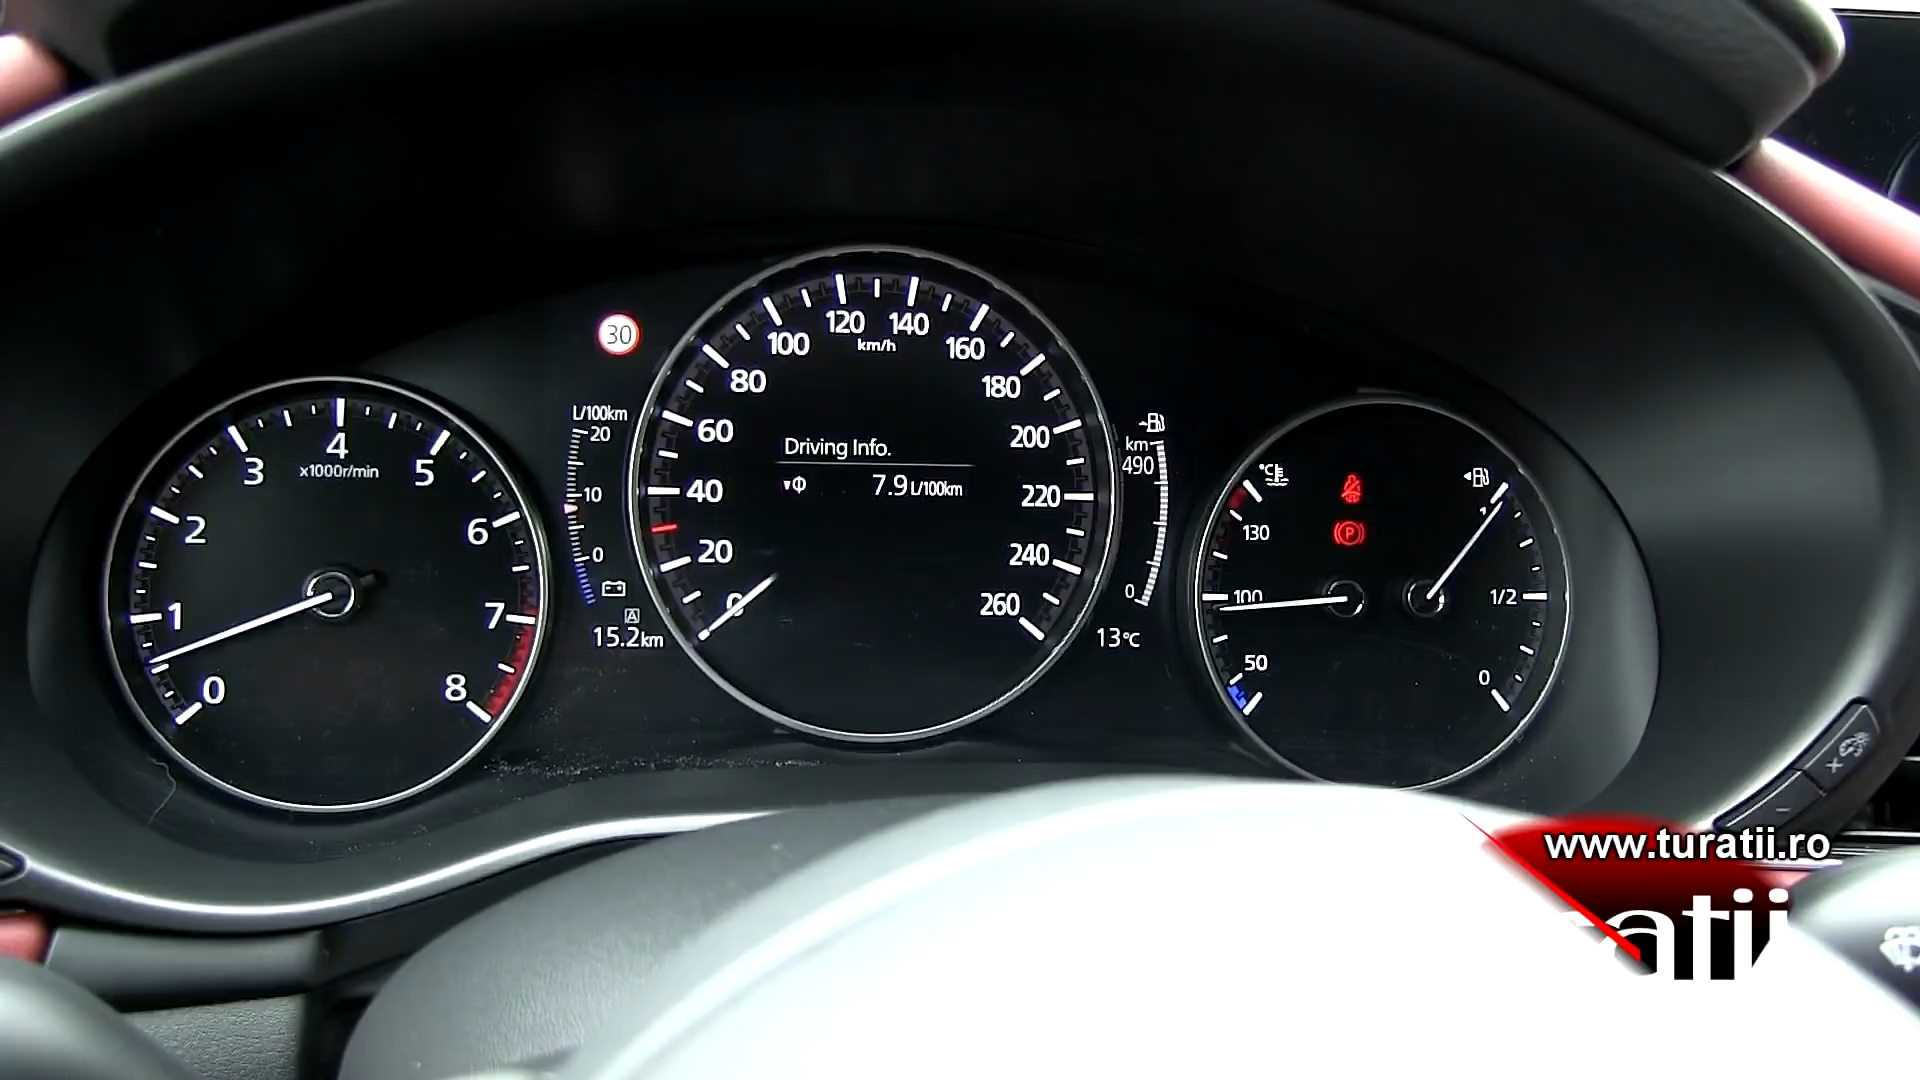 30
0
1
2
3
4
5
6
7
8
x1000r/min
L/100km
20
10
0
A
15.2km
0
20
40
60
80
100
120
140
160
180
200
220
240
260
km/h
Driving Info.
7.9 L/100km
km
490
0
13°C
°C
130
100
50
P
1/2
0
www.turatii.ro
ratii